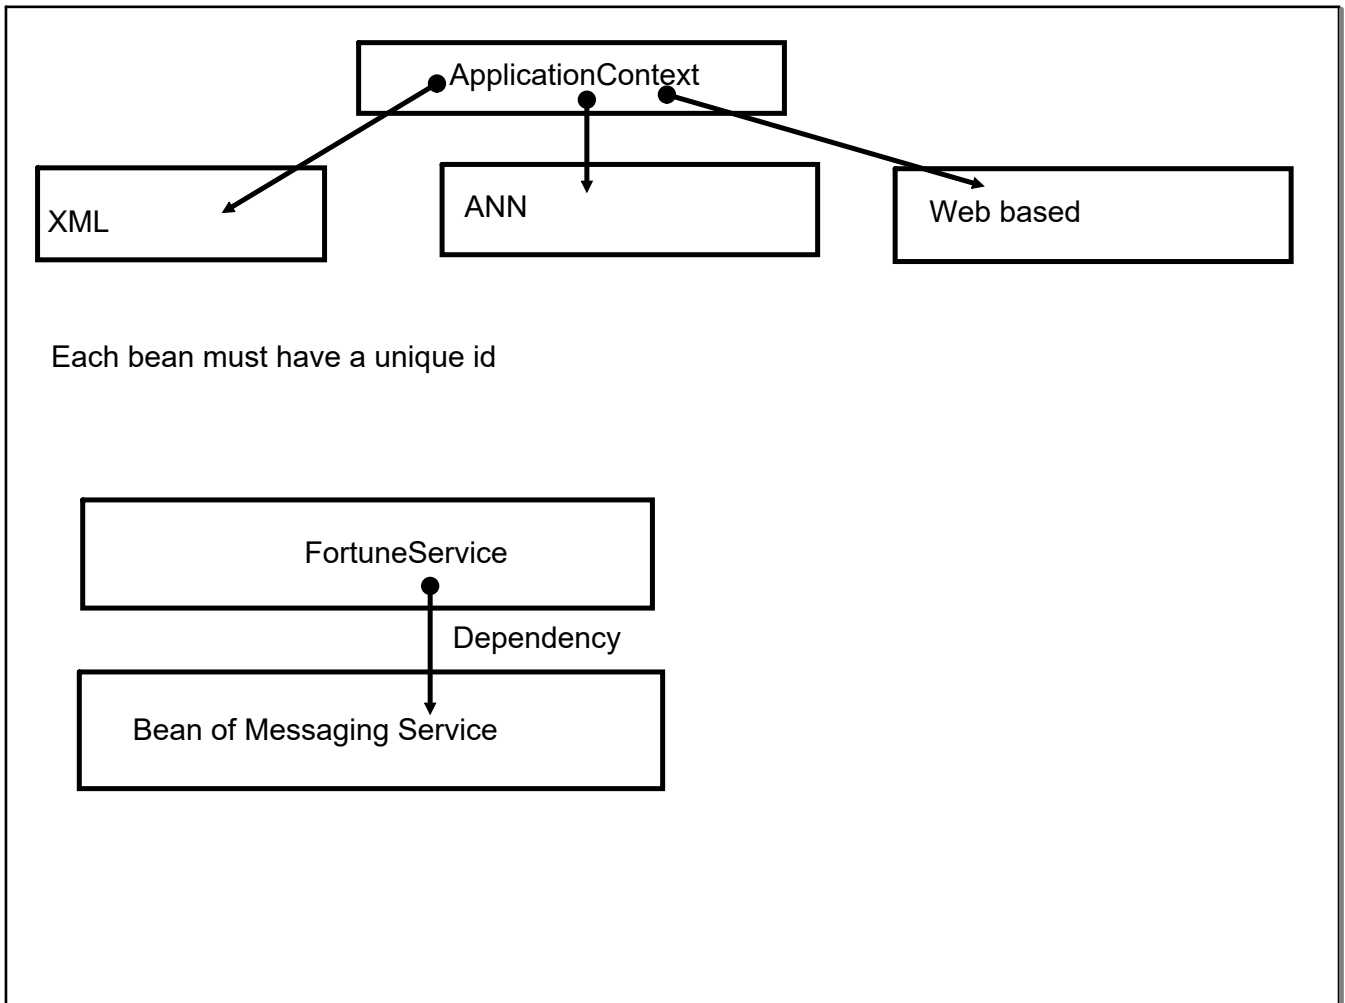 ApplicationContext
XML
ANN
Web based
Each bean must have a unique id
FortuneService
Dependency
Bean of Messaging Service